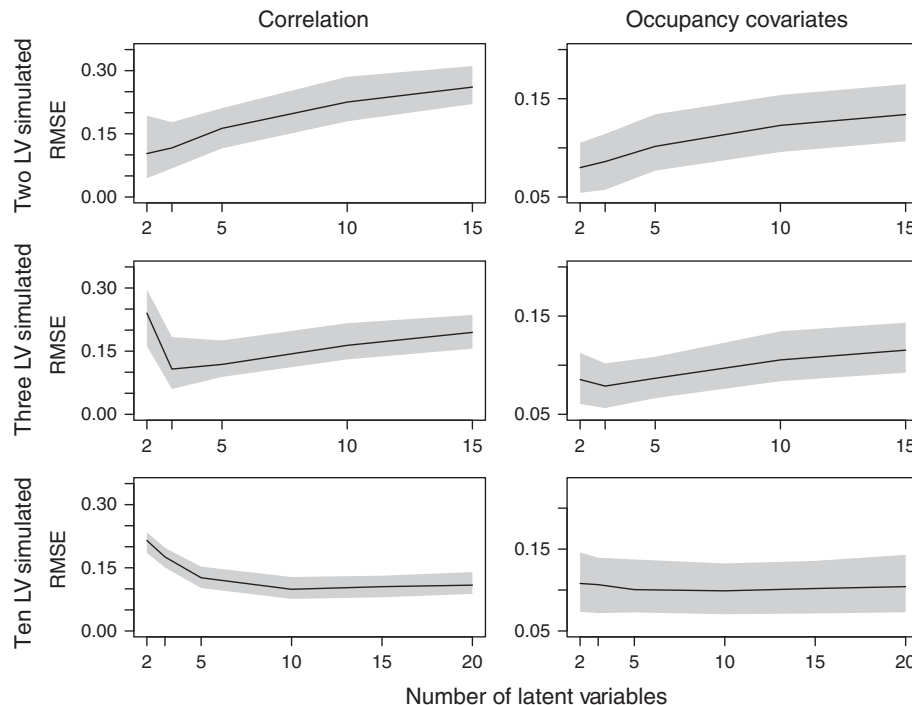 Correlation
Occupancy covariates
Two LV simulated
RMSE
0.30
0.15
0.00
2 5 10 15
0.15
0.05
2 5 10 15
Three LV simulated
RMSE
0.30
0.15
0.00
2 5 10 15
0.15
0.05
2 5 10 15
Ten LV simulated
RMSE
0.30
0.15
0.00
2 5 10 15 20
0.15
0.05
2 5 10 15 20
Number of latent variables